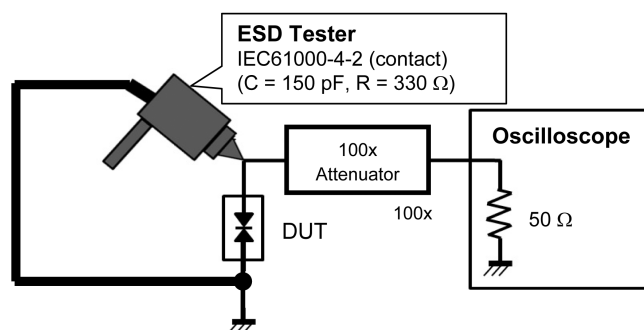 ESD Tester
IEC61000-4-2 (contact)
(C = 150 pF, R = 330 Ω)
100x
Attenuator
100x
Oscilloscope
50 Ω
DUT